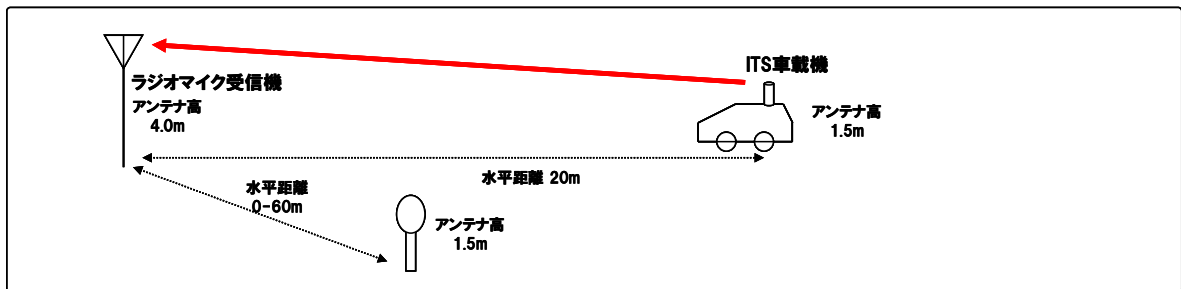 ITS車載機
ラジオマイク受信機
アンテナ高
4.0m
アンテナ高
1.5m
水平距離 20m
水平距離
0-60m
アンテナ高
1.5m